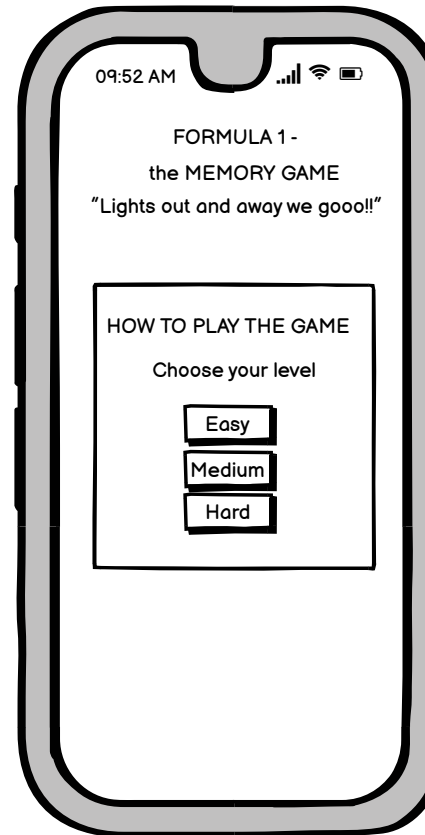 09:52 AM
FORMULA 1 -
the MEMORY GAME
“Lights out and away we gooo!!”
HOW TO PLAY THE GAME
Choose your level
Easy
Medium
Hard